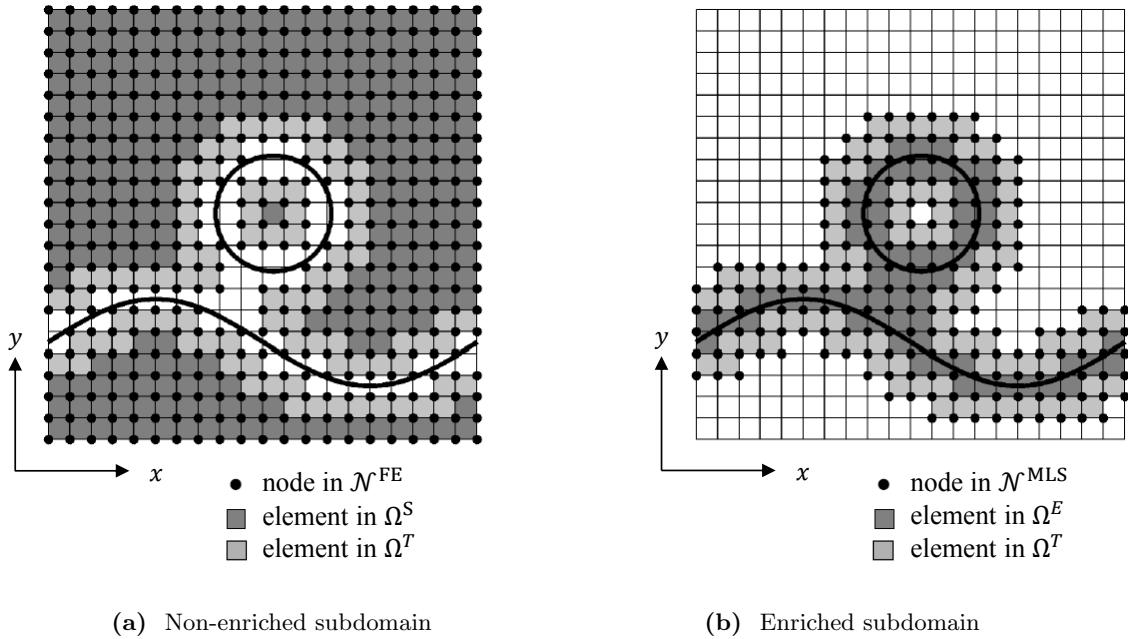 y
x
node in 𝒩^FE
element in Ω^S
element in Ω^T
(a) Non-enriched subdomain
y
x
node in 𝒩^MLS
element in Ω^E
element in Ω^T
(b) Enriched subdomain